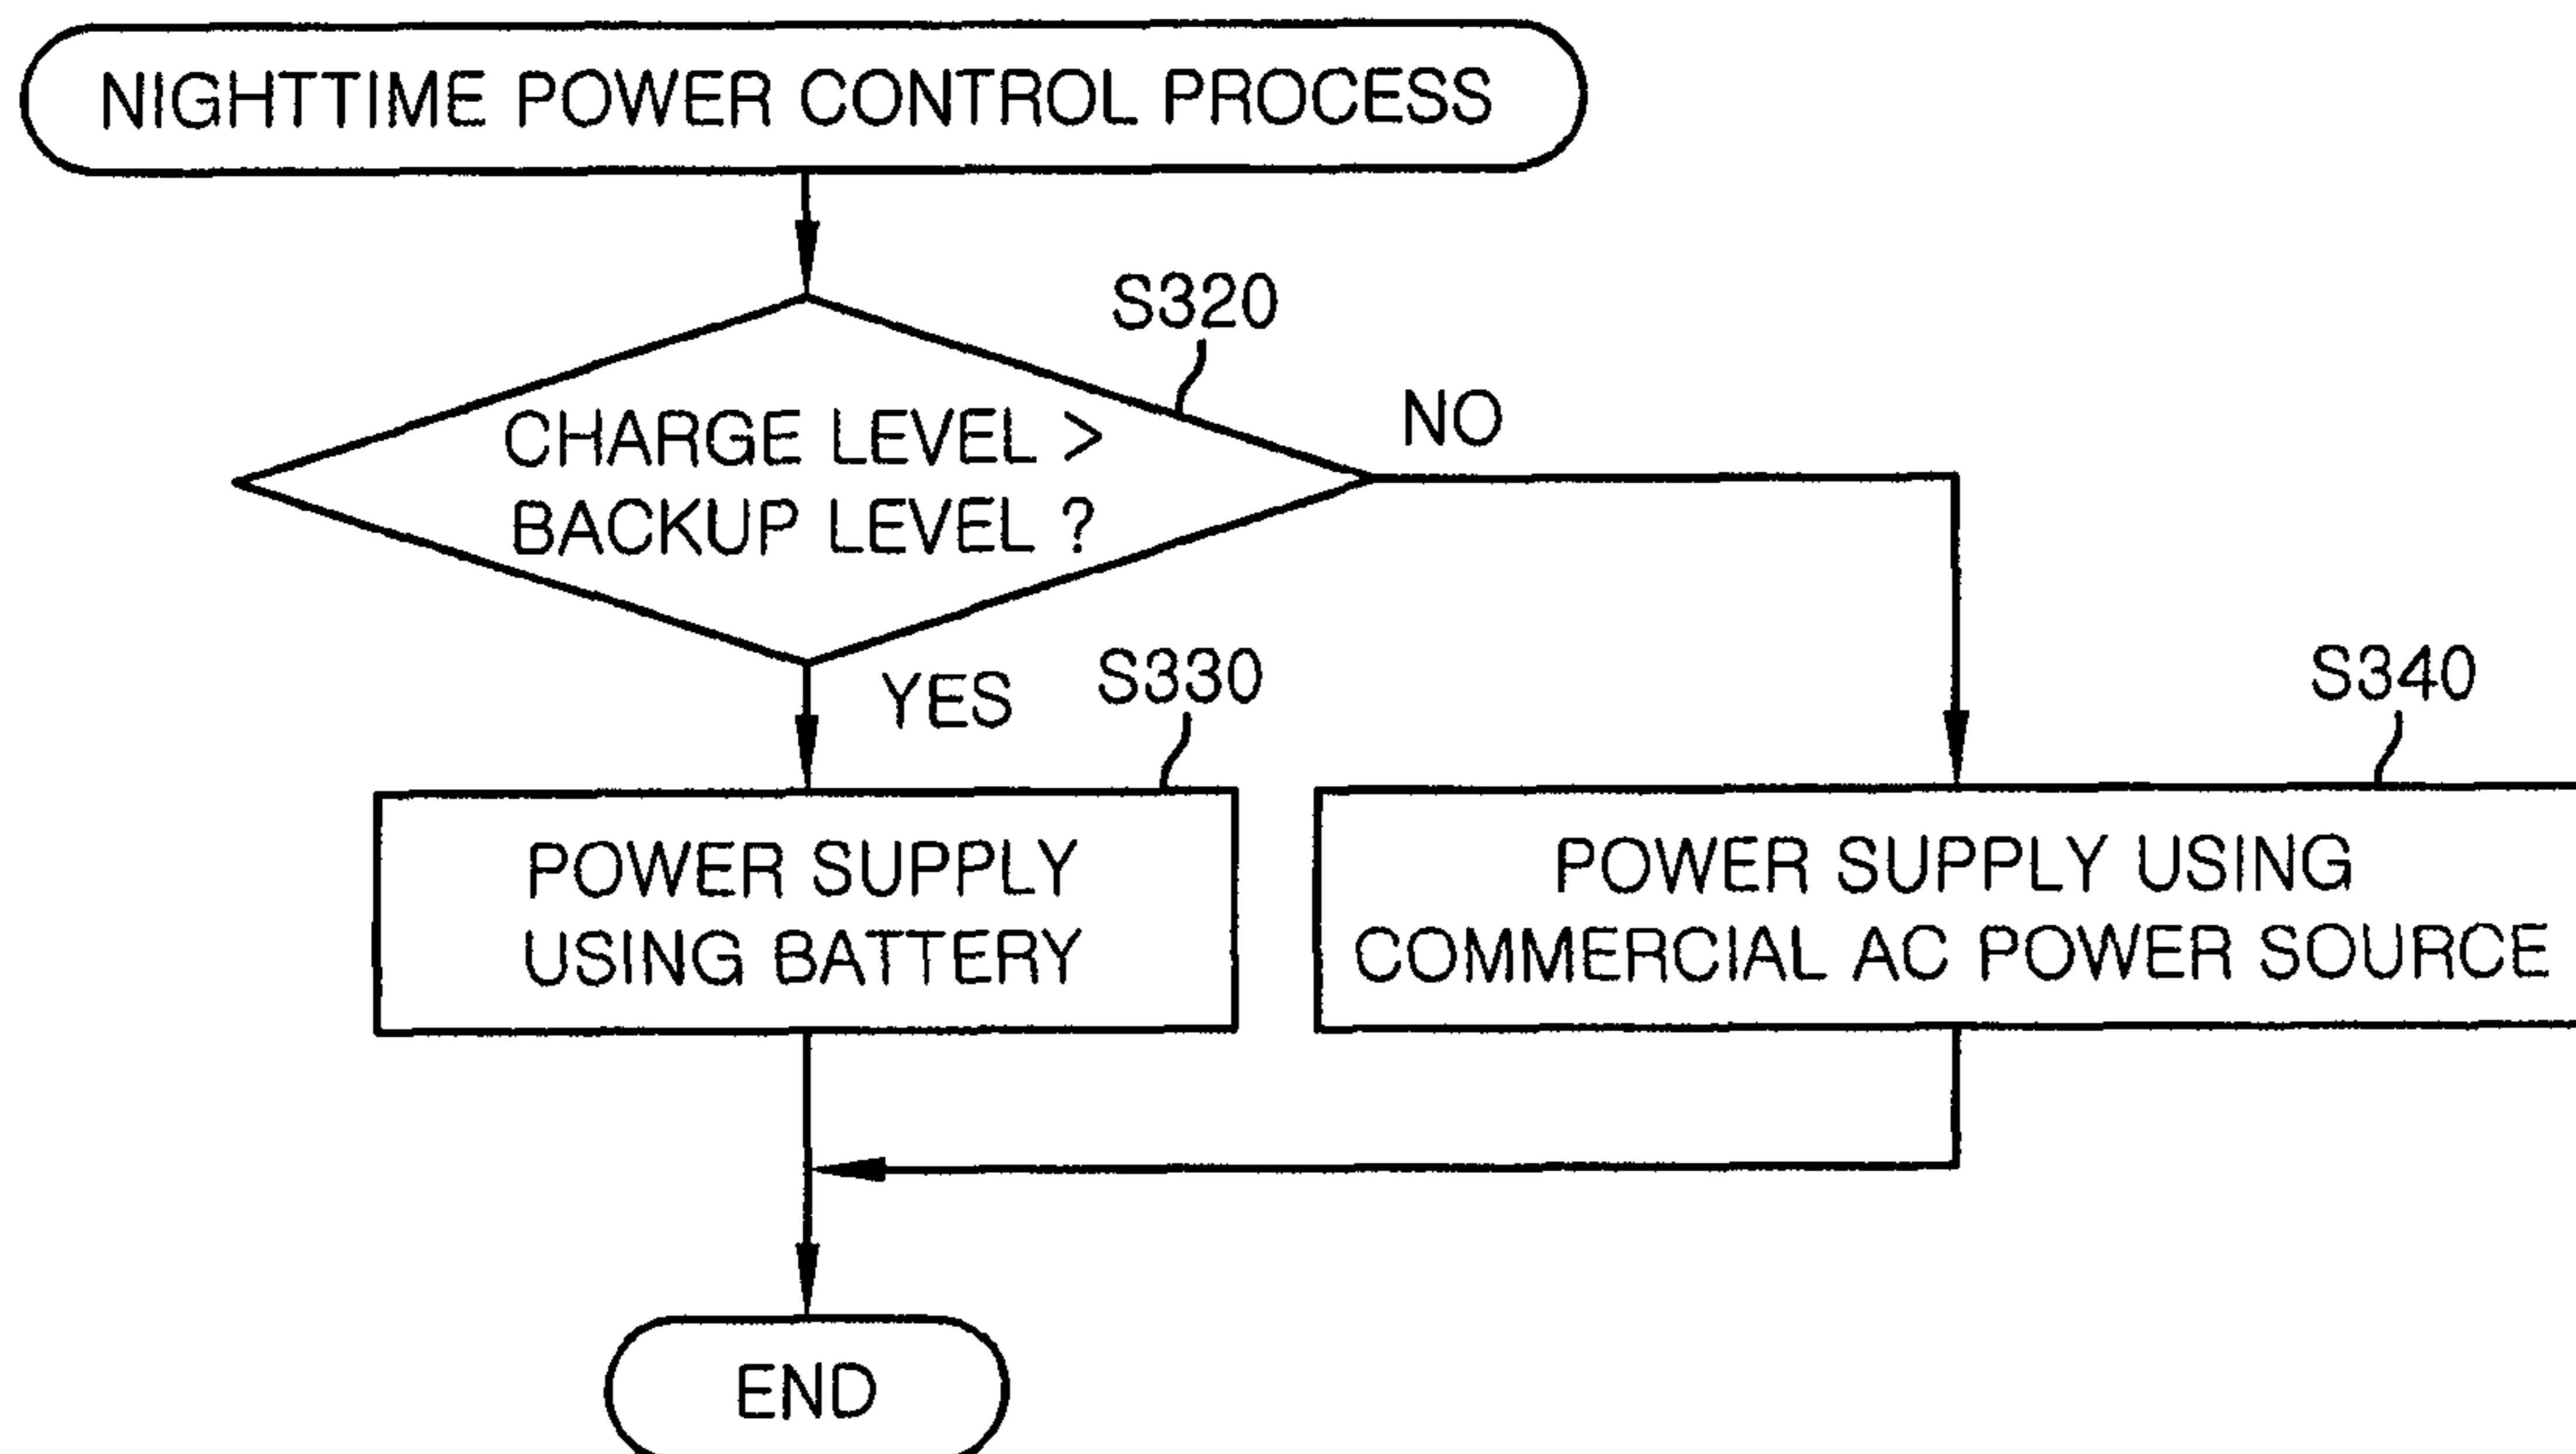 NIGHTTIME POWER CONTROL PROCESS
S320
CHARGE LEVEL >
BACKUP LEVEL ?
NO
YES
S330
S340
POWER SUPPLY
USING BATTERY
POWER SUPPLY USING
COMMERCIAL AC POWER SOURCE
END